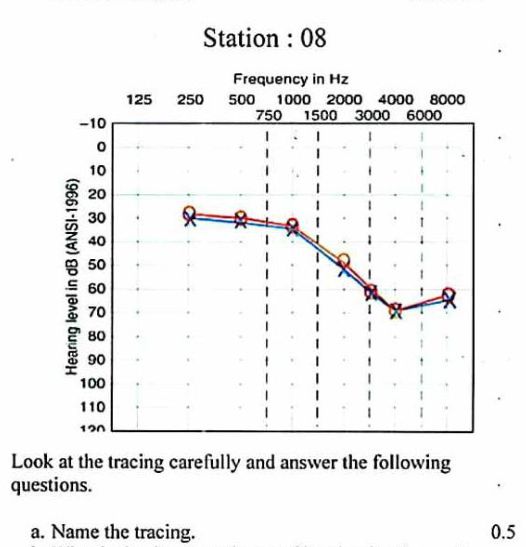 Station : 08
Frequency in Hz
125 250 500 1000 2000 4000 8000
750 1500 3000 6000
-10
0
10
20
30
40
50
60
70
80
90
100
110
120
Hearing level in dB (ANSI-1996)
Look at the tracing carefully and answer the following
questions.
a. Name the tracing. 0.5